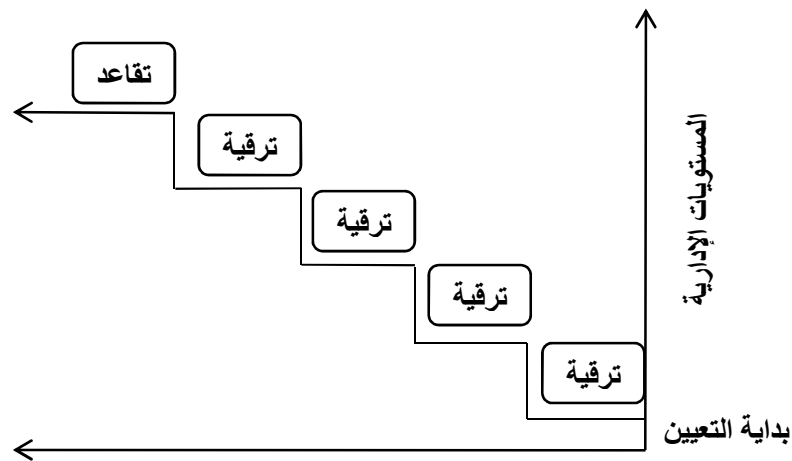 تقاعد
ترقية
ترقية
ترقية
ترقية
المستويات الإدارية
بداية التعيين